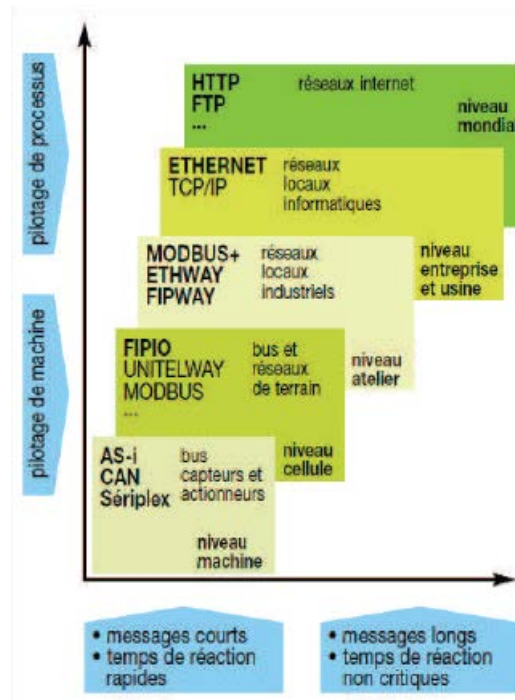 pilotage de processus
HTTP
FTP
...
réseaux internet
niveau
mondial
ETHERNET
TCP/IP
réseaux
locaux
informatiques
niveau
entreprise
et usine
MODBUS+
ETHWAY
FIPWAY
réseaux
locaux
industriels
niveau
atelier
pilotage de machine
FIPIO
UNITELWAY
MODBUS
...
bus et
réseaux
de terrain
niveau
cellule
AS-i
CAN
Sériplex
bus
capteurs et
actionneurs
niveau
machine
• messages courts
• temps de réaction
rapides
• messages longs
• temps de réaction
non critiques